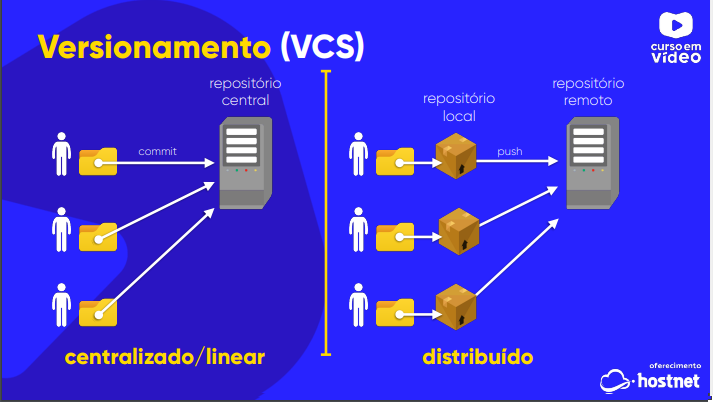 Versionamento (VCS)
CURSO EM
VÍDEO
repositório
central
commit
centralizado/linear
repositório
local
repositório
remoto
push
distribuído
oferecimento
hostnet